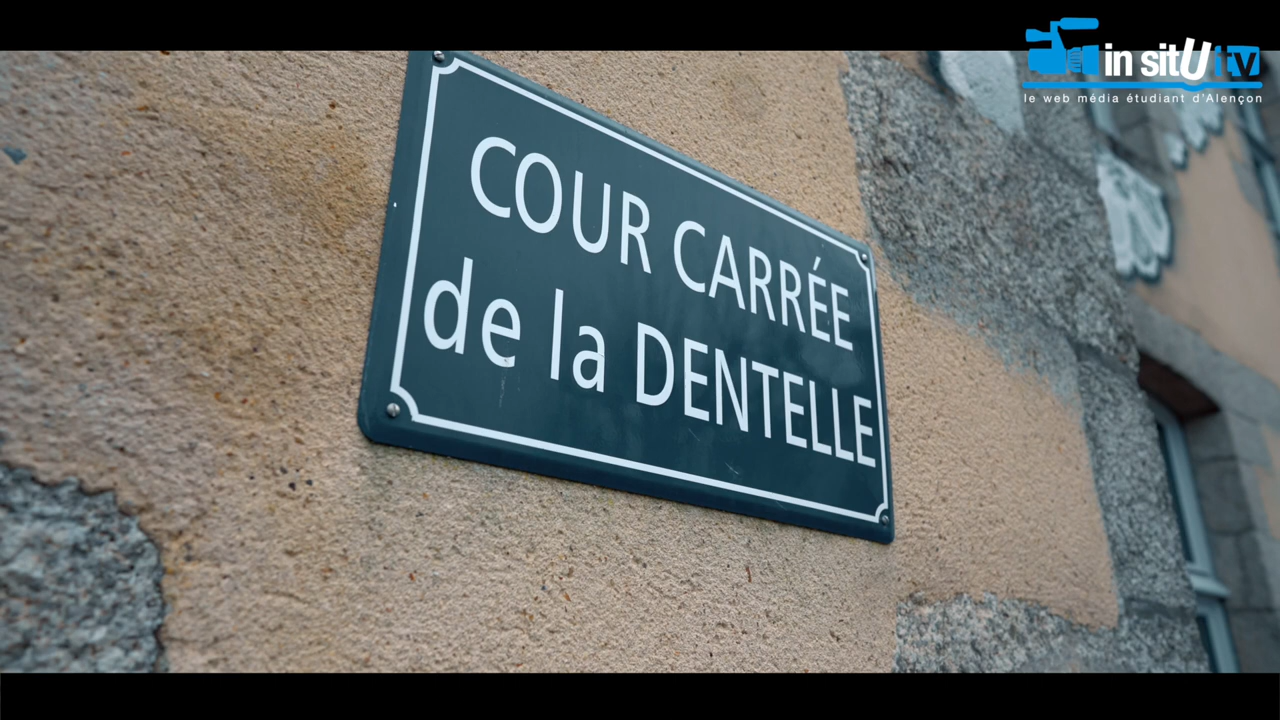 in sitU tv
le web média étudiant d'Alençon
COUR CARRÉE
de la DENTELLE